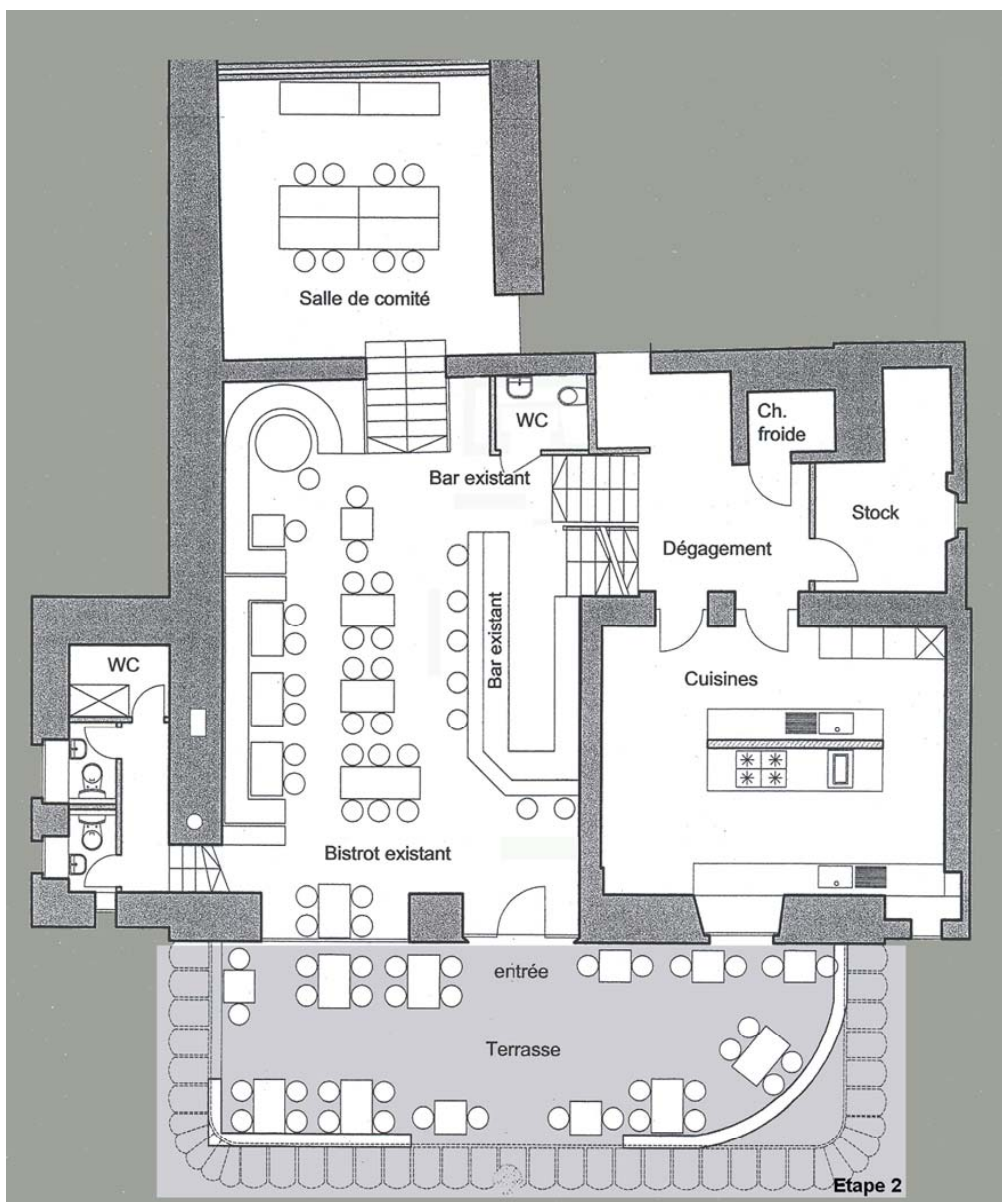 Salle de comité
WC
Ch.
froide
Bar existant
Stock
Dégagement
Bar existant
WC
Cuisines
Bistrot existant
entrée
Terrasse
Etape 2